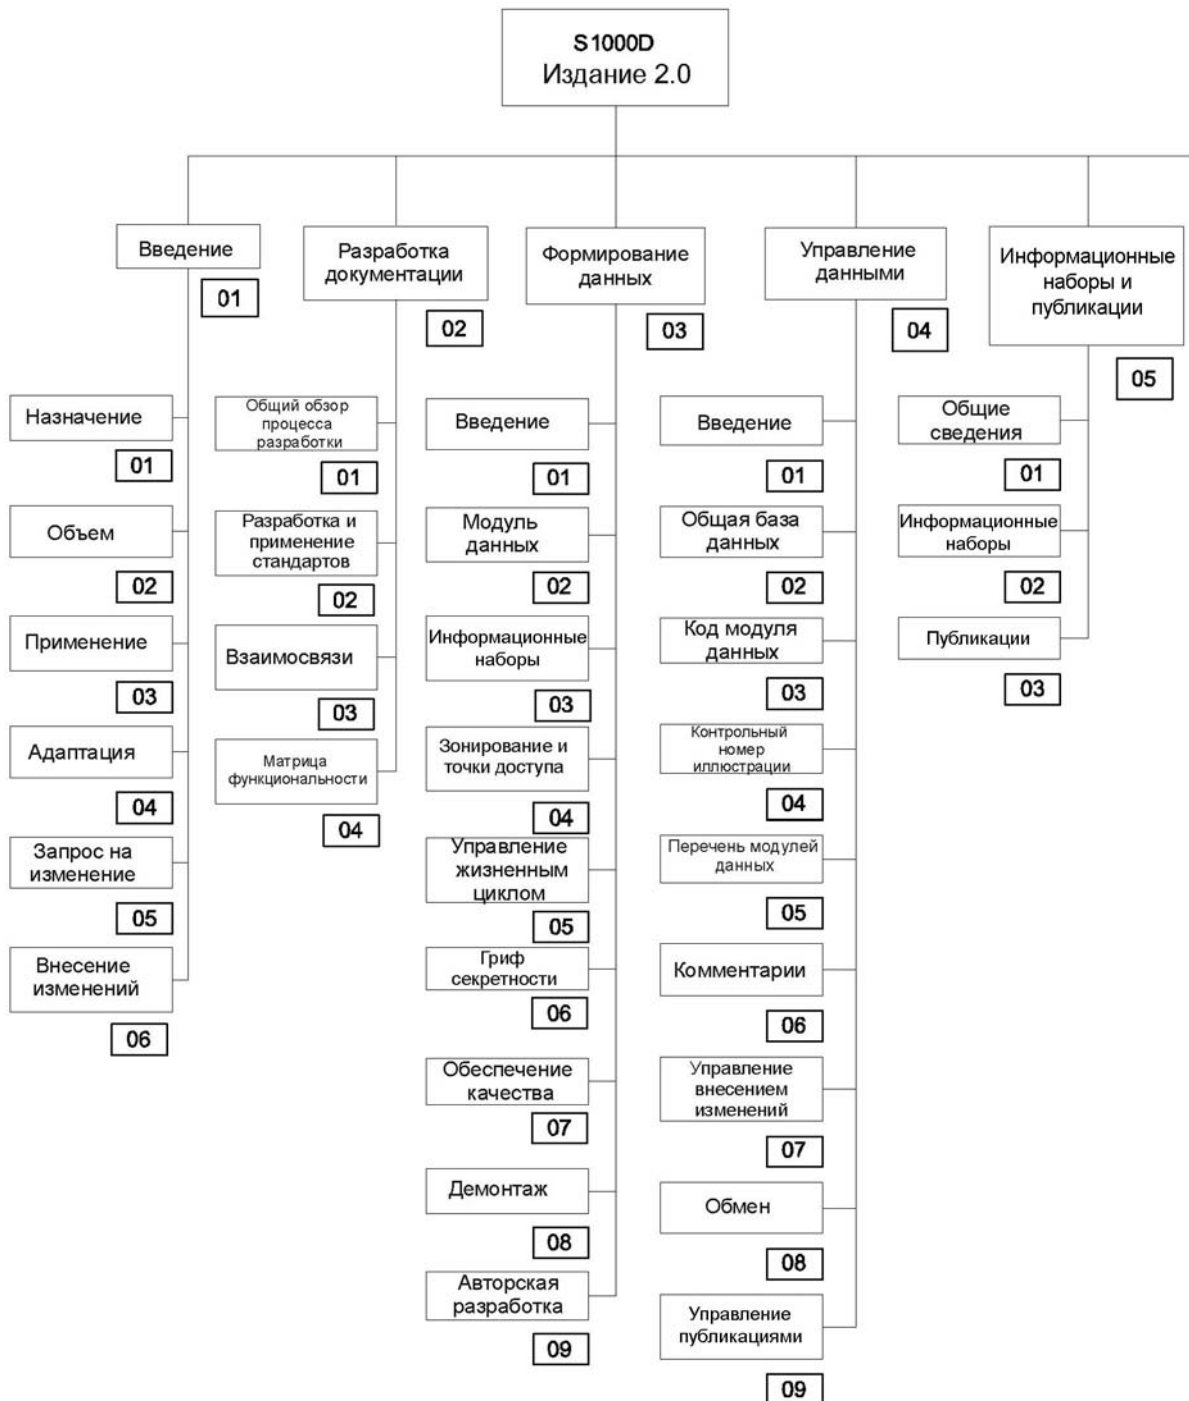 S1000D
Издание 2.0
Введение
01
Разработка
документации
02
Формирование
данных
03
Управление
данными
04
Информационные
наборы и
публикации
05
Назначение
01
Объем
02
Применение
03
Адаптация
04
Запрос на
изменение
05
Внесение
изменений
06
Общий обзор
процесса
разработки
01
Разработка и
применение
стандартов
02
Взаимосвязи
03
Матрица
функциональности
04
Введение
01
Модуль
данных
02
Информационные
наборы
03
Зонирование и
точки доступа
04
Управление
жизненным
циклом
05
Гриф
секретности
06
Обеспечение
качества
07
Демонтаж
08
Авторская
разработка
09
Введение
01
Общая база
данных
02
Код модуля
данных
03
Контрольный
номер
иллюстрации
04
Перечень модулей
данных
05
Комментарии
06
Управление
внесением
изменений
07
Обмен
08
Управление
публикациями
09
Общие
сведения
01
Информационные
наборы
02
Публикации
03